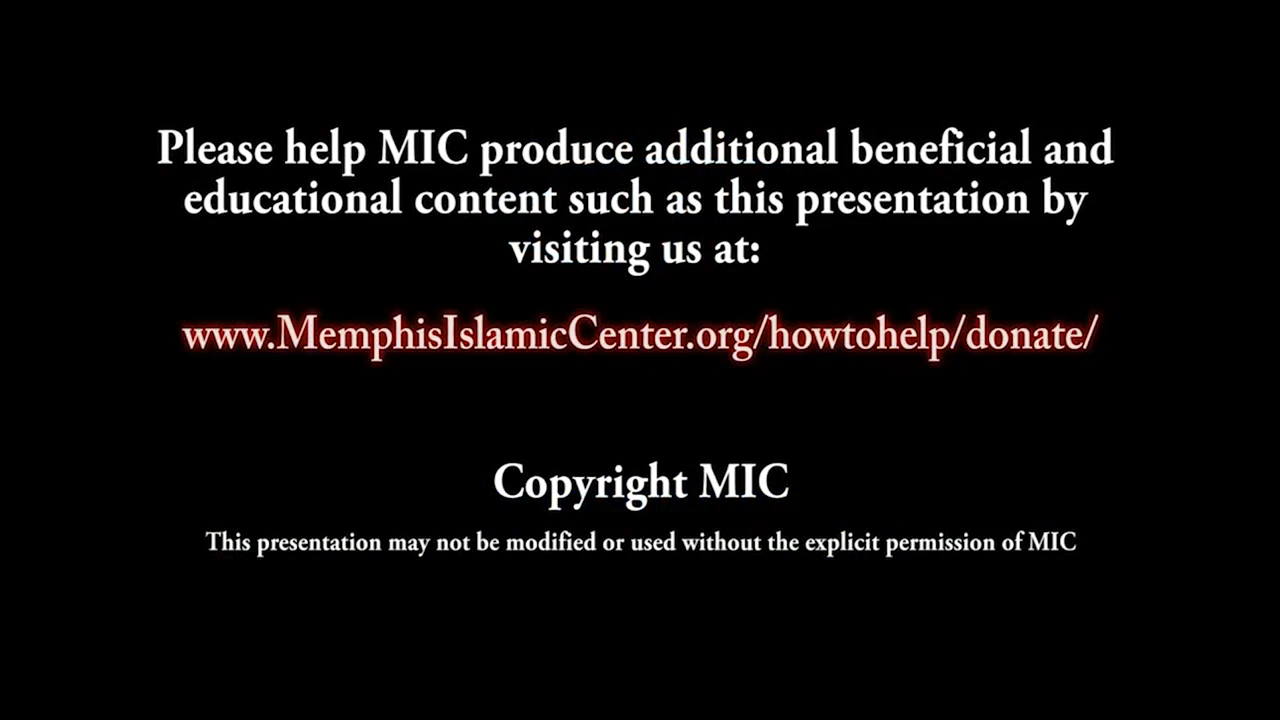 Please help MIC produce additional beneficial and
educational content such as this presentation by
visiting us at:
www.MemphisIslamicCenter.org/howtohelp/donate/
Copyright MIC
This presentation may not be modified or used without the explicit permission of MIC